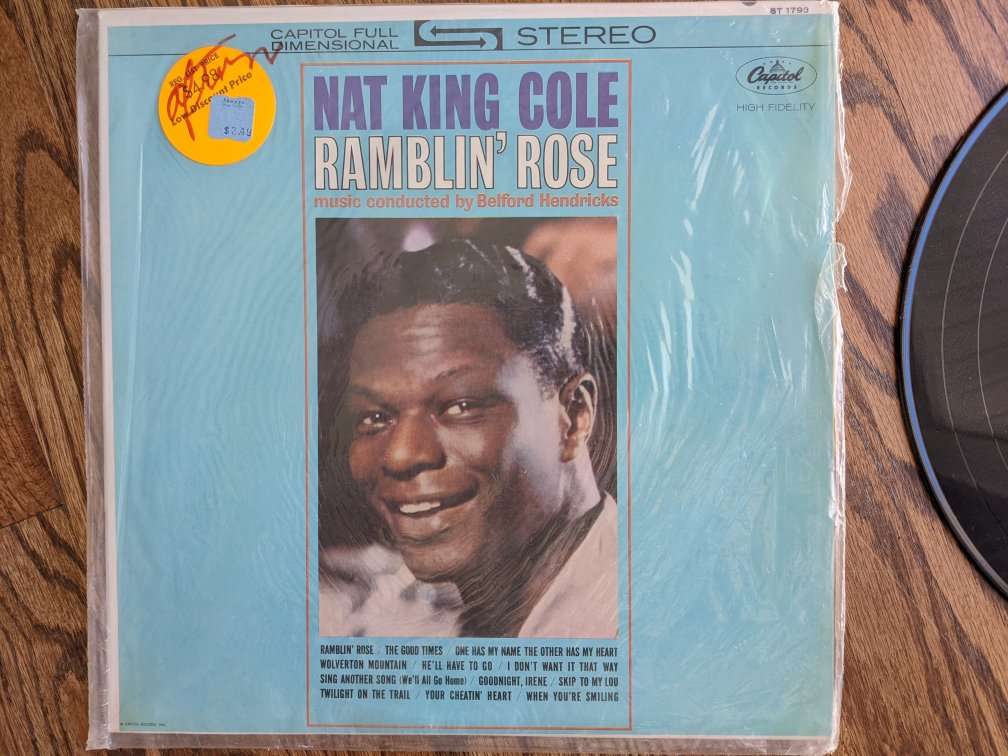 ST 1793
CAPITOL FULL
DIMENSIONAL
STEREO
Capitol
RECORDS
HIGH FIDELITY
PRICE
Low Discount Price
NAT KING COLE
RAMBLIN' ROSE
music conducted by Belford Hendricks
RAMBLIN' ROSE / THE GOOD TIMES / ONE HAS MY NAME THE OTHER HAS MY HEART
WOLVERTON MOUNTAIN / HE'LL HAVE TO GO / I DON'T WANT IT THAT WAY
SING ANOTHER SONG (We'll All Go Home) / GOODNIGHT, IRENE / SKIP TO MY LOU
TWILIGHT ON THE TRAIL / YOUR CHEATIN' HEART / WHEN YOU'RE SMILING